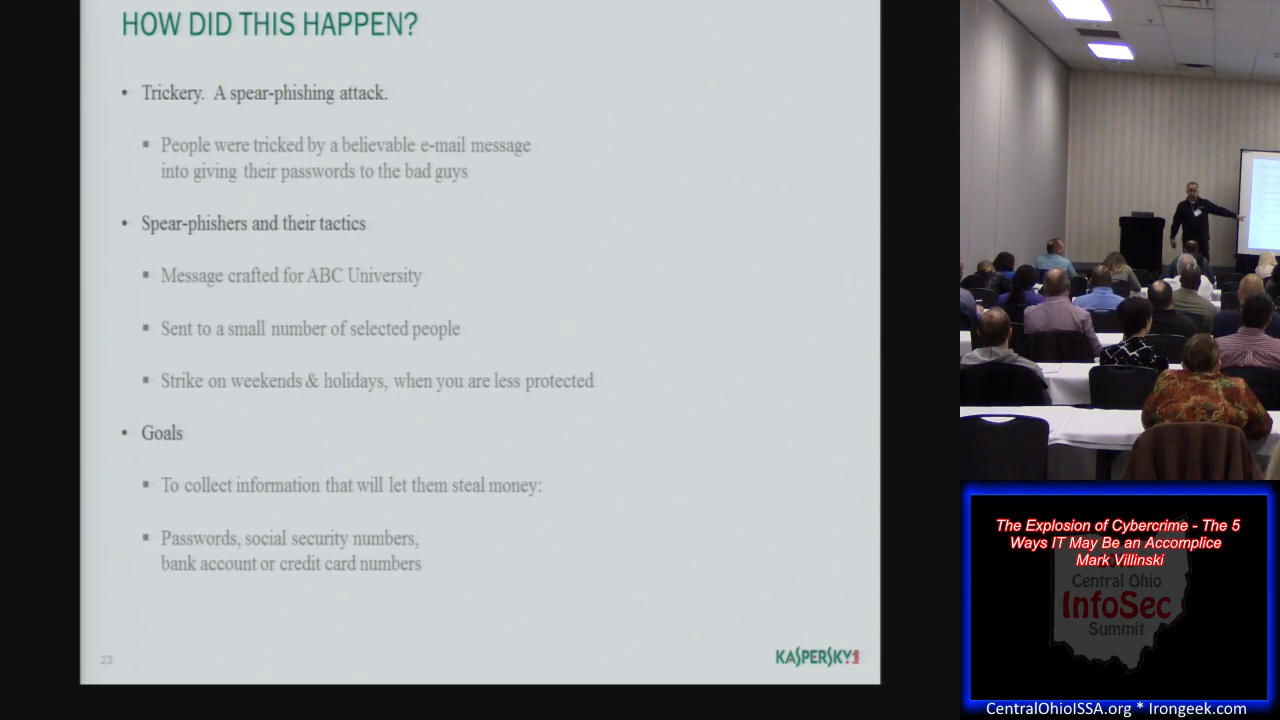 HOW DID THIS HAPPEN?
• Trickery. A spear-phishing attack.
▪ People were tricked by a believable e-mail message
into giving their passwords to the bad guys
• Spear-phishers and their tactics
▪ Message crafted for ABC University
▪ Sent to a small number of selected people
▪ Strike on weekends & holidays, when you are less protected
• Goals
▪ To collect information that will let them steal money:
▪ Passwords, social security numbers,
bank account or credit card numbers
23
KASPERSKY
The Explosion of Cybercrime - The 5
Ways IT May Be an Accomplice
Mark Villinski
Central Ohio
InfoSec
Summit
CentralOhioISSA.org * Irongeek.com